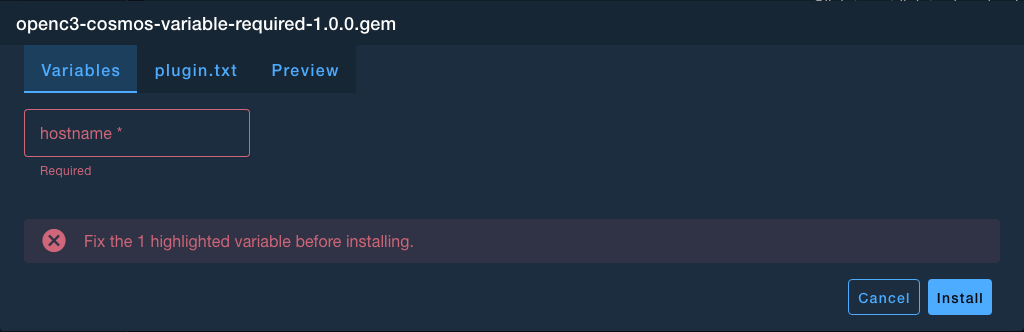 openc3-cosmos-variable-required-1.0.0.gem
Variables plugin.txt Preview
hostname *
Required
Fix the 1 highlighted variable before installing.
Cancel Install